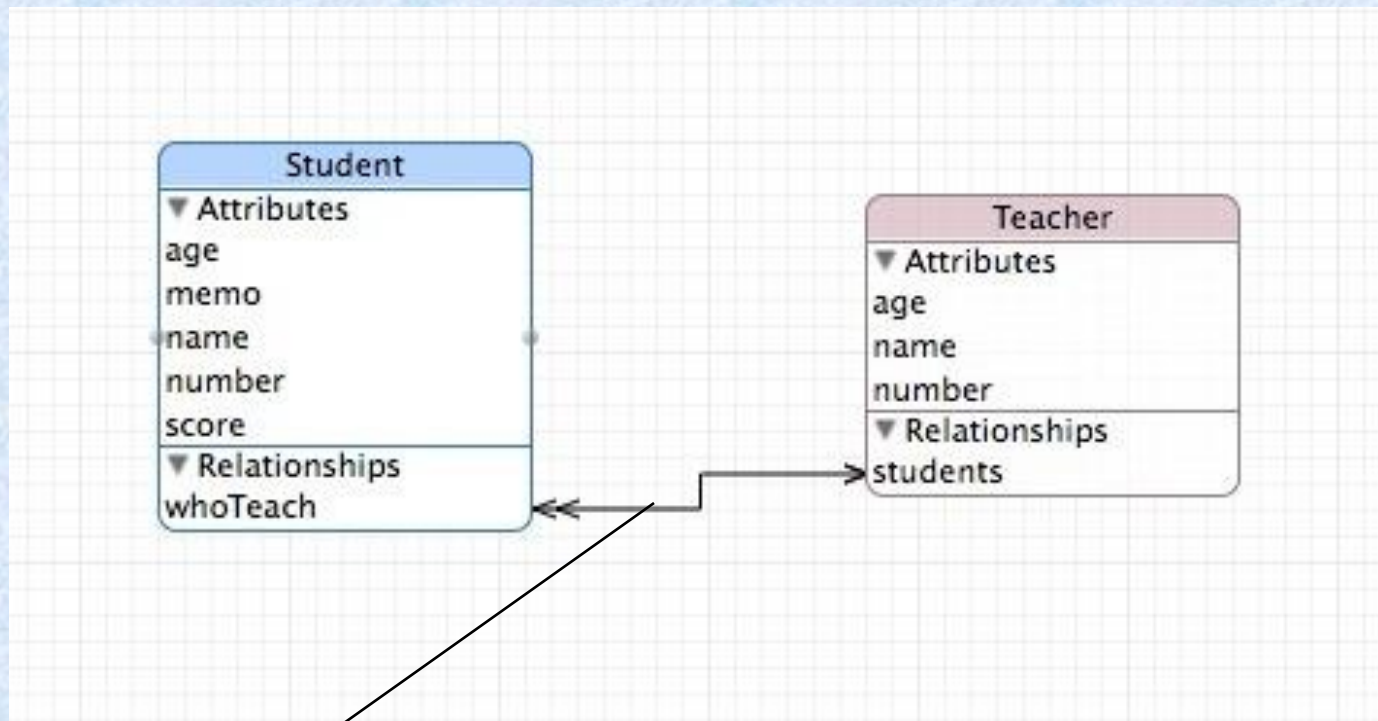 Student
Attributes
age
memo
name
number
score
Relationships
whoTeach
Teacher
Attributes
age
name
number
Relationships
students